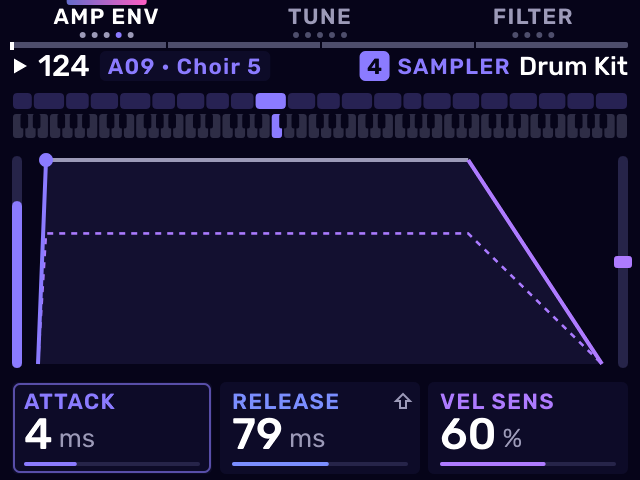 AMP ENV TUNE FILTER
124 A09 • Choir 5 4 SAMPLER Drum Kit
ATTACK RELEASE VEL SENS
4 ms 79 ms 60 %